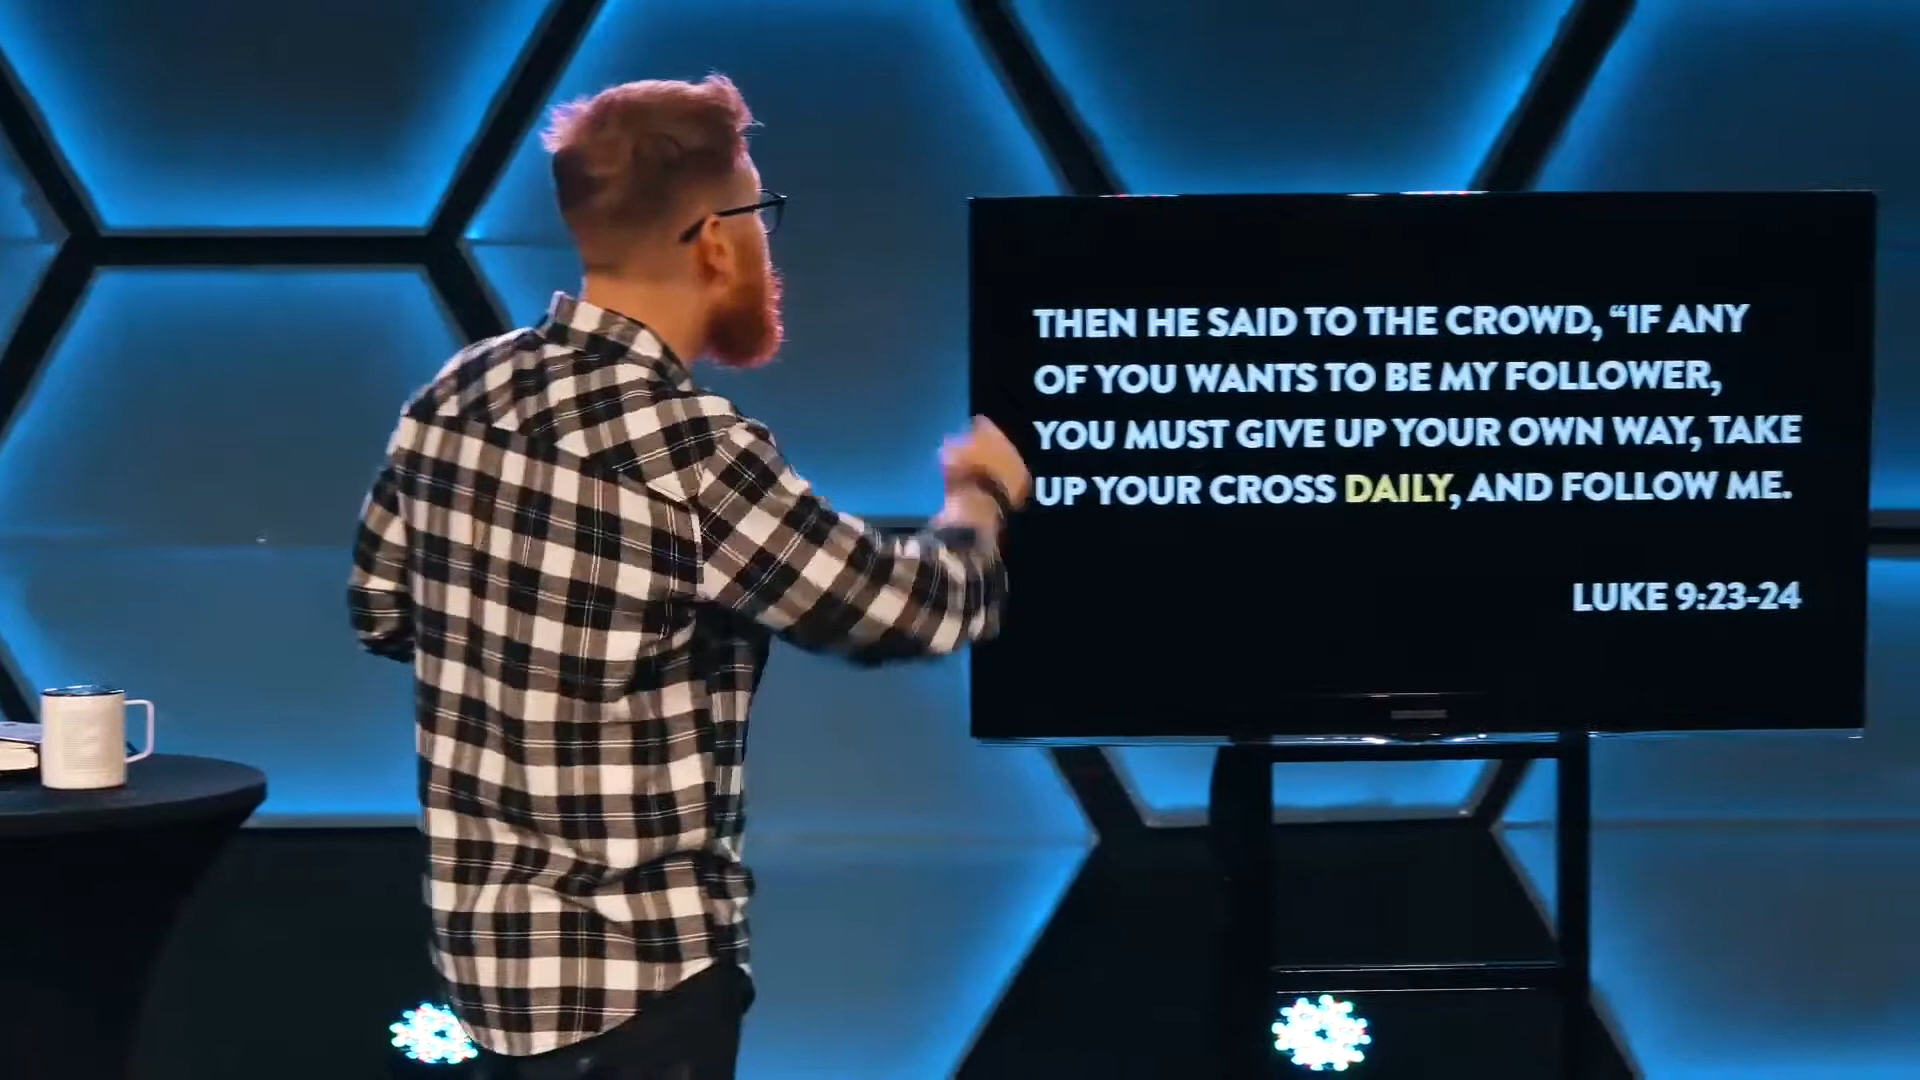 THEN HE SAID TO THE CROWD, “IF ANY
OF YOU WANTS TO BE MY FOLLOWER,
YOU MUST GIVE UP YOUR OWN WAY, TAKE
UP YOUR CROSS DAILY, AND FOLLOW ME.
LUKE 9:23-24